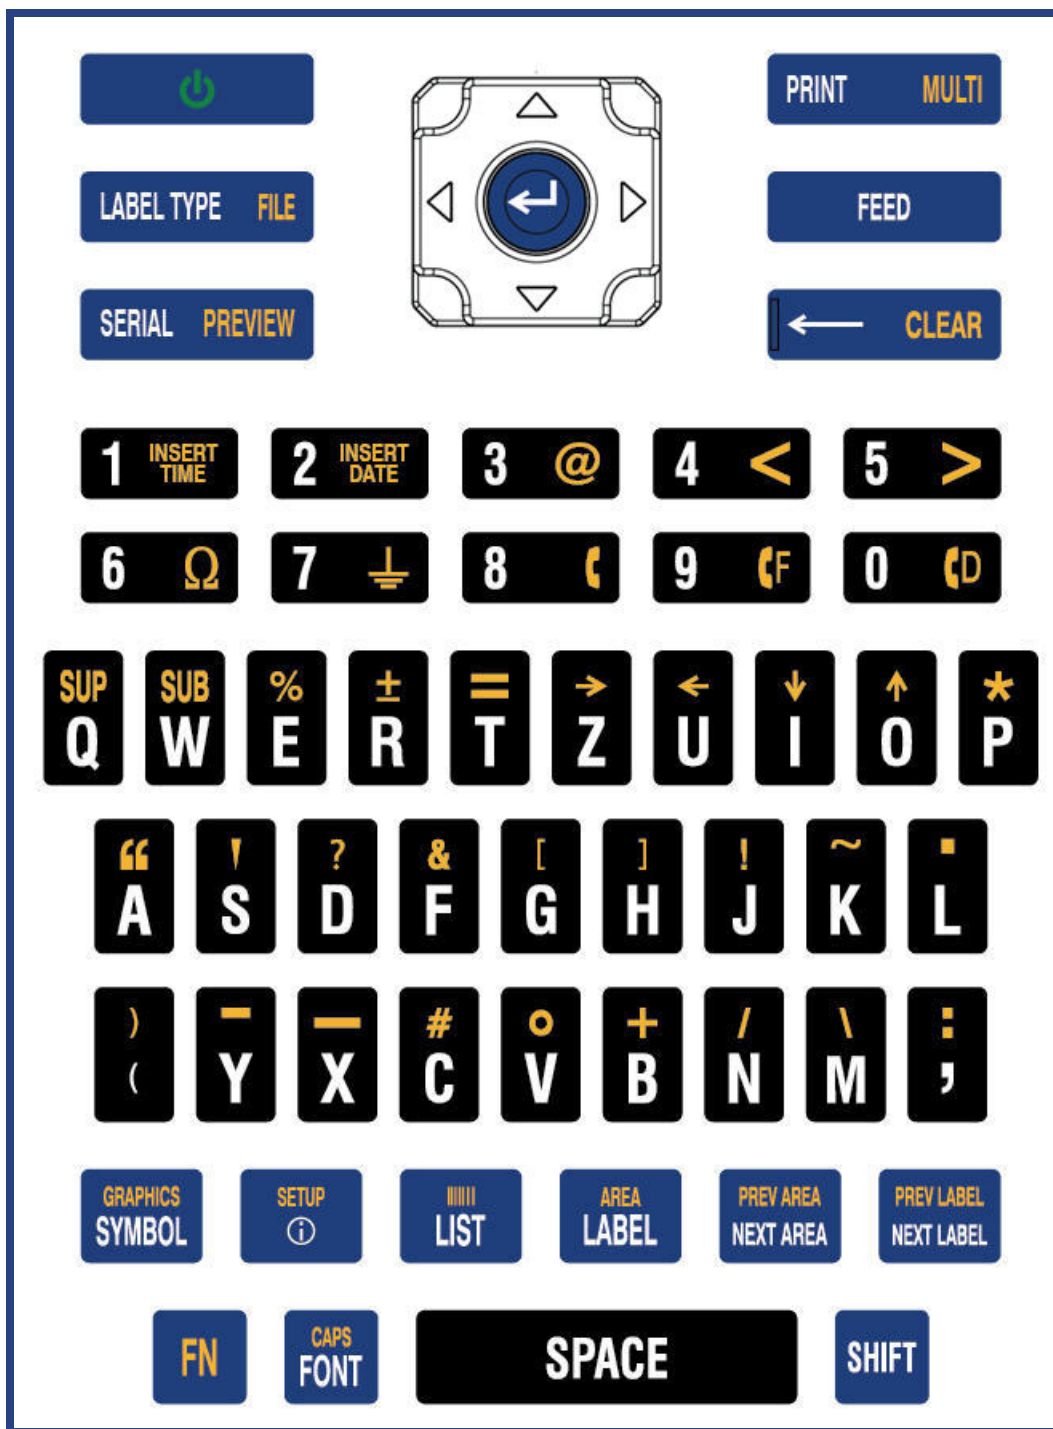 PRINT MULTI
LABEL TYPE FILE
FEED
SERIAL PREVIEW
← CLEAR
1 INSERT TIME 2 INSERT DATE 3 @ 4 < 5 >
6 Ω 7 ⏚ 8 9 F 0 D
SUP SUB % ± = → ← ↓ ↑ *
Q W E R T Z U I O P
“ ' ? & [ ] ! ~ .
A S D F G H J K L
) - — # ° + / \ :
( Y X C V B N M ,
GRAPHICS SETUP AREA PREV AREA PREV LABEL
SYMBOL ⓘ LIST LABEL NEXT AREA NEXT LABEL
CAPS
FN FONT SPACE SHIFT